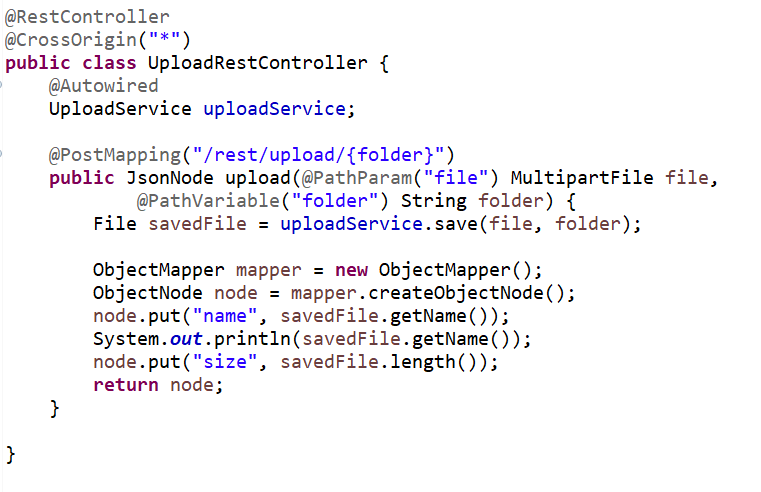 @RestController
@CrossOrigin("*")
public class UploadRestController {
    @Autowired
    UploadService uploadService;

    @PostMapping("/rest/upload/{folder}")
    public JsonNode upload(@PathParam("file") MultipartFile file,
            @PathVariable("folder") String folder) {
        File savedFile = uploadService.save(file, folder);

        ObjectMapper mapper = new ObjectMapper();
        ObjectNode node = mapper.createObjectNode();
        node.put("name", savedFile.getName());
        System.out.println(savedFile.getName());
        node.put("size", savedFile.length());
        return node;
    }

}